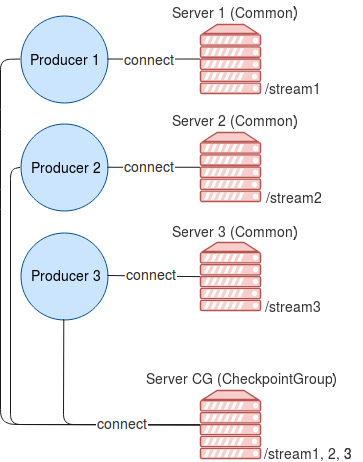 Server 1 (Common)
Producer 1
connect
/stream1
Server 2 (Common)
Producer 2
connect
/stream2
Server 3 (Common)
Producer 3
connect
/stream3
Server CG (CheckpointGroup)
connect
/stream1, 2, 3